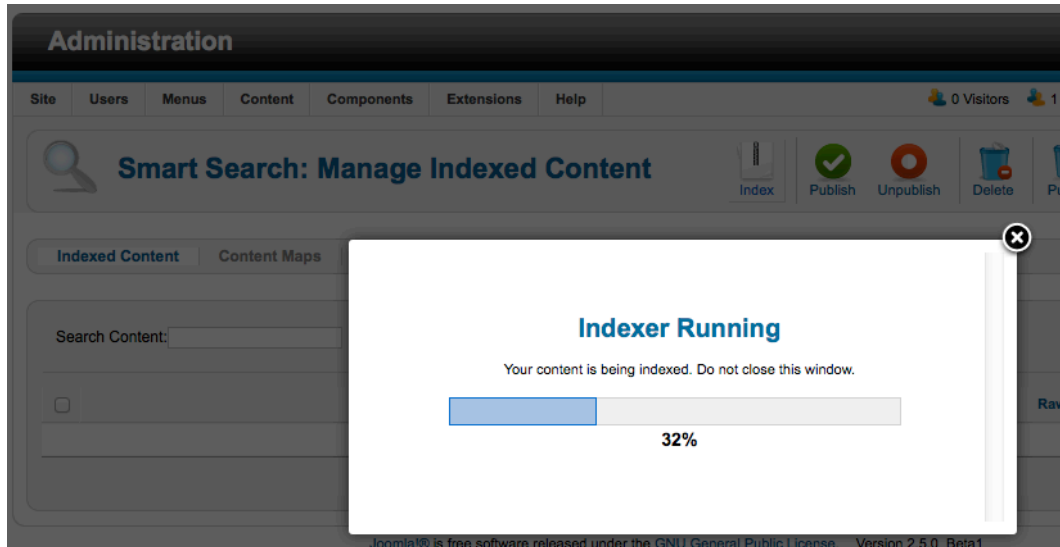 Administration
Site Users Menus Content Components Extensions Help 0 Visitors 1
Smart Search: Manage Indexed Content
Index Publish Unpublish Delete
Indexed Content Content Maps
Search Content:
Indexer Running
Your content is being indexed. Do not close this window.
32%
Joomla!® is free software released under the GNU General Public License. Version 2.5.0 Beta1